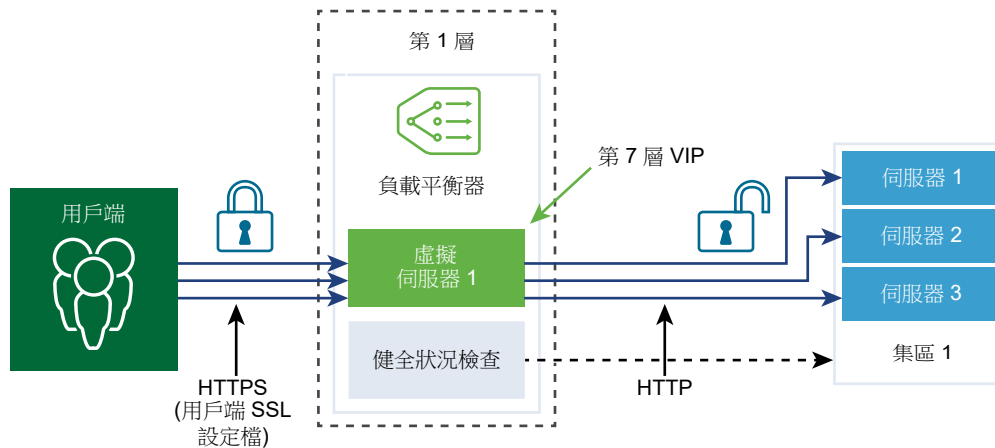 第 1 層
負載平衡器
第 7 層 VIP
用戶端
虛擬
伺服器 1
伺服器 1
伺服器 2
伺服器 3
健全狀況檢查
集區 1
HTTPS
(用戶端 SSL
設定檔)
HTTP